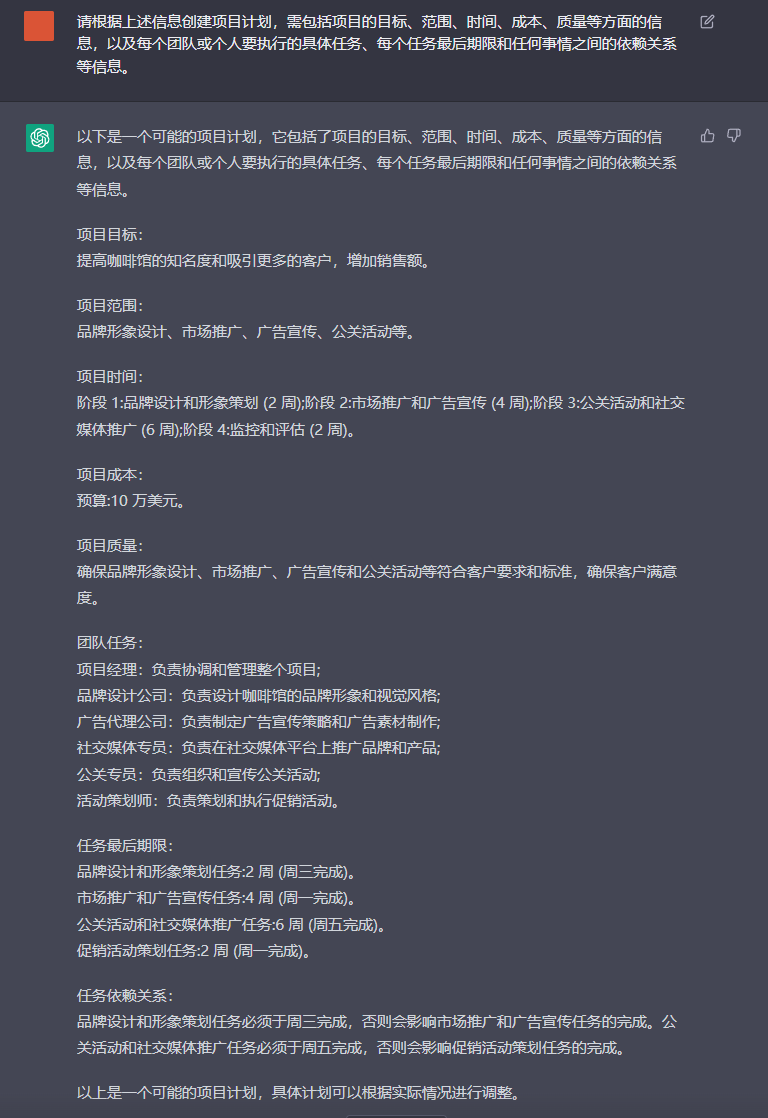 请根据上述信息创建项目计划，需包括项目的目标、范围、时间、成本、质量等方面的信
息，以及每个团队或个人要执行的具体任务、每个任务最后期限和任何事情之间的依赖关系
等信息。
以下是一个可能的项目计划，它包括了项目的目标、范围、时间、成本、质量等方面的信
息，以及每个团队或个人要执行的具体任务、每个任务最后期限和任何事情之间的依赖关系
等信息。
项目目标：
提高咖啡馆的知名度和吸引更多的客户，增加销售额。
项目范围：
品牌形象设计、市场推广、广告宣传、公关活动等。
项目时间：
阶段 1:品牌设计和形象策划 (2 周);阶段 2:市场推广和广告宣传 (4 周);阶段 3:公关活动和社交
媒体推广 (6 周);阶段 4:监控和评估 (2 周)。
项目成本：
预算:10 万美元。
项目质量：
确保品牌形象设计、市场推广、广告宣传和公关活动等符合客户要求和标准，确保客户满意
度。
团队任务：
项目经理：负责协调和管理整个项目;
品牌设计公司：负责设计咖啡馆的品牌形象和视觉风格;
广告代理公司：负责制定广告宣传策略和广告素材制作;
社交媒体专员：负责在社交媒体平台上推广品牌和产品;
公关专员：负责组织和宣传公关活动;
活动策划师：负责策划和执行促销活动。
任务最后期限：
品牌设计和形象策划任务:2 周 (周三完成)。
市场推广和广告宣传任务:4 周 (周一完成)。
公关活动和社交媒体推广任务:6 周 (周五完成)。
促销活动策划任务:2 周 (周一完成)。
任务依赖关系：
品牌设计和形象策划任务必须于周三完成，否则会影响市场推广和广告宣传任务的完成。公
关活动和社交媒体推广任务必须于周五完成，否则会影响促销活动策划任务的完成。
以上是一个可能的项目计划，具体计划可以根据实际情况进行调整。